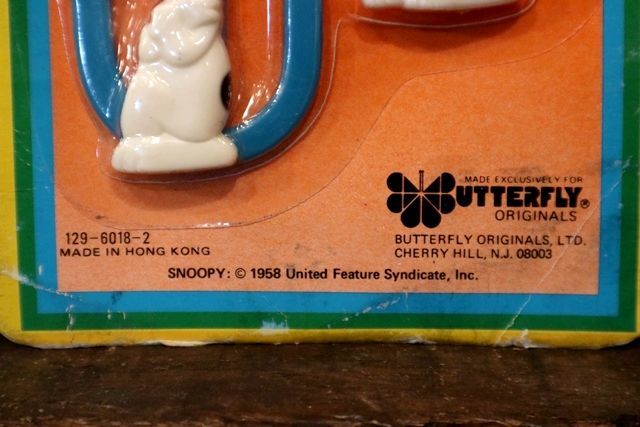 MADE EXCLUSIVELY FOR
BUTTERFLY®
ORIGINALS
129-6018-2
MADE IN HONG KONG
BUTTERFLY ORIGINALS, LTD.
CHERRY HILL, N.J. 08003
SNOOPY: © 1958 United Feature Syndicate, Inc.